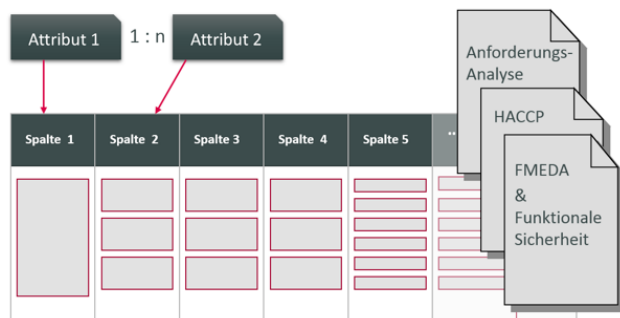 Attribut 1
1 : n
Attribut 2
Anforderungs-
Analyse
HACCP
FMEDA
&
Funktionale
Sicherheit
Spalte 1
Spalte 2
Spalte 3
Spalte 4
Spalte 5
..